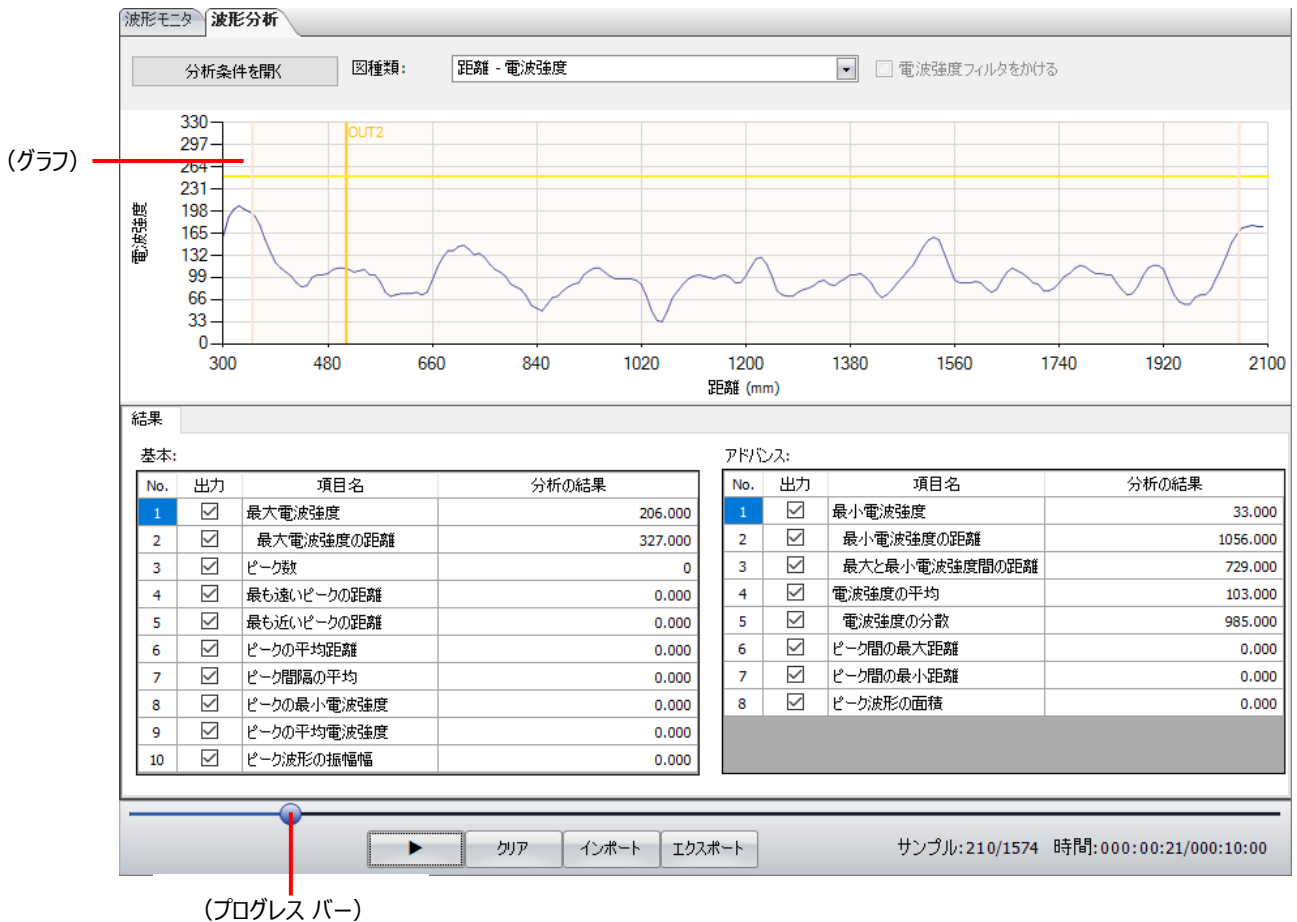 波形モニタ 波形分析
分析条件を開く 図種類: 距離 - 電波強度 電波強度フィルタをかける
(グラフ)
電波強度
330
297
264
231
198
165
132
99
66
33
0
OUT2
300 480 660 840 1020 1200 1380 1560 1740 1920 2100
距離 (mm)
結果
基本:
No. 出力 項目名 分析の結果
1 最大電波強度 206.000
2 最大電波強度の距離 327.000
3 ピーク数 0
4 最も遠いピークの距離 0.000
5 最も近いピークの距離 0.000
6 ピークの平均距離 0.000
7 ピーク間隔の平均 0.000
8 ピークの最小電波強度 0.000
9 ピークの平均電波強度 0.000
10 ピーク波形の振幅幅 0.000
アドバンス:
No. 出力 項目名 分析の結果
1 最小電波強度 33.000
2 最小電波強度の距離 1056.000
3 最大と最小電波強度間の距離 729.000
4 電波強度の平均 103.000
5 電波強度の分散 985.000
6 ピーク間の最大距離 0.000
7 ピーク間の最小距離 0.000
8 ピーク波形の面積 0.000
クリア インポート エクスポート サンプル:210/1574 時間:000:00:21/000:10:00
(プログレス バー)